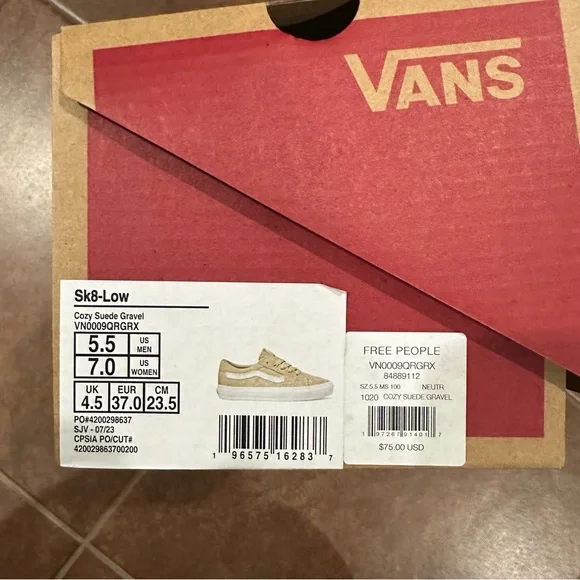 VANS
Sk8-Low
Cozy Suede Gravel
VN0009QRGRX
5.5 US MEN
7.0 US WOMEN
UK EUR CM
4.5 37.0 23.5
PO#4200298637
SJV - 07/23
CPSIA PO/CUT#
420029863700200
1 96575 16283 7
FREE PEOPLE
VN0009QRGRX
84889112
SZ 5.5 MS 100 NEUTR
1020 COZY SUEDE GRAVEL
$75.00 USD